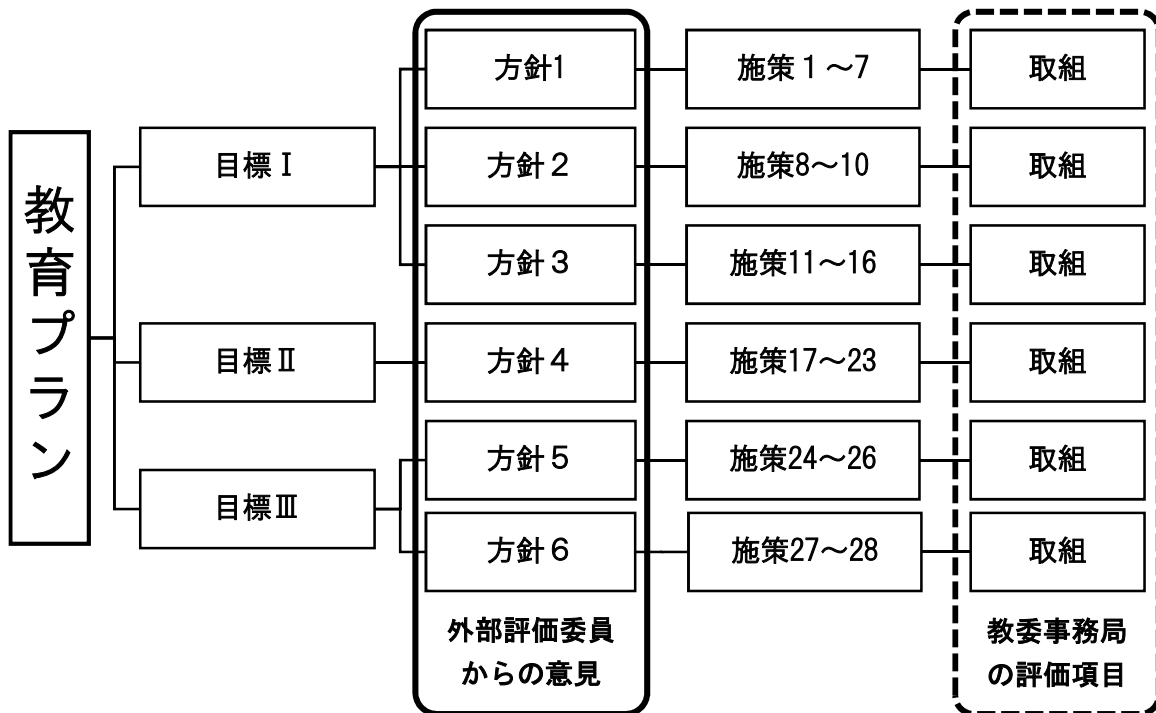 教育プラン
目標Ⅰ
目標Ⅱ
目標Ⅲ
方針1
方針２
方針３
方針４
方針５
方針６
外部評価委員
からの意見
施策１～7
施策8～10
施策11～16
施策17～23
施策24～26
施策27～28
取組
取組
取組
取組
取組
取組
教委事務局
の評価項目